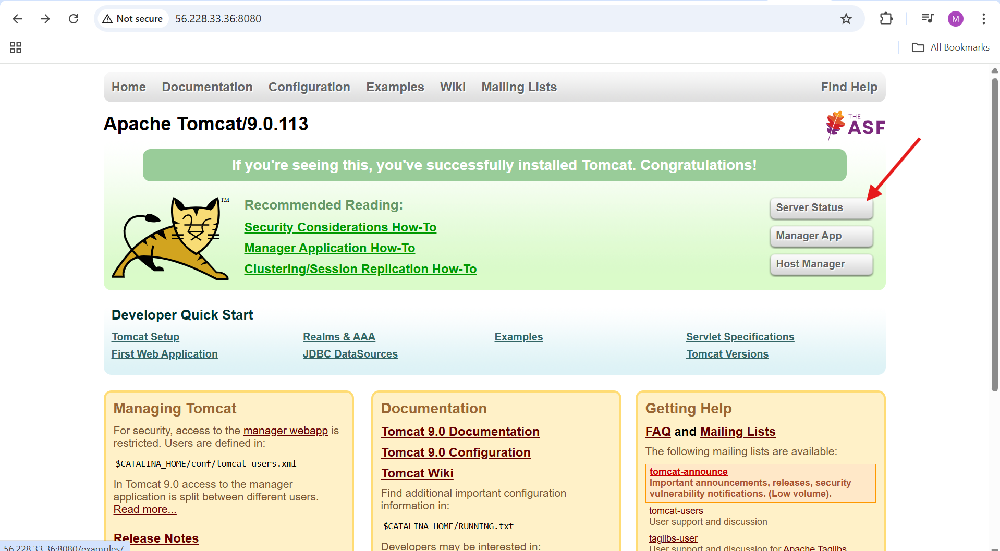 Not secure 56.228.33.36:8080
M
All Bookmarks
Home Documentation Configuration Examples Wiki Mailing Lists Find Help
Apache Tomcat/9.0.113
THE
ASF
If you're seeing this, you've successfully installed Tomcat. Congratulations!
TM
Recommended Reading:
Security Considerations How-To
Manager Application How-To
Clustering/Session Replication How-To
Server Status
Manager App
Host Manager
Developer Quick Start
Tomcat Setup
First Web Application
Realms & AAA
JDBC DataSources
Examples
Servlet Specifications
Tomcat Versions
Managing Tomcat
For security, access to the manager webapp is
restricted. Users are defined in:
$CATALINA_HOME/conf/tomcat-users.xml
In Tomcat 9.0 access to the manager
application is split between different users.
Read more...
Release Notes
Documentation
Tomcat 9.0 Documentation
Tomcat 9.0 Configuration
Tomcat Wiki
Find additional important configuration
information in:
$CATALINA_HOME/RUNNING.txt
Developers may be interested in:
Getting Help
FAQ and Mailing Lists
The following mailing lists are available:
tomcat-announce
Important announcements, releases, security
vulnerability notifications. (Low volume).
tomcat-users
User support and discussion
taglibs-user
User support and discussion for Apache Taglibs
56.228.33.36:8080/examples/